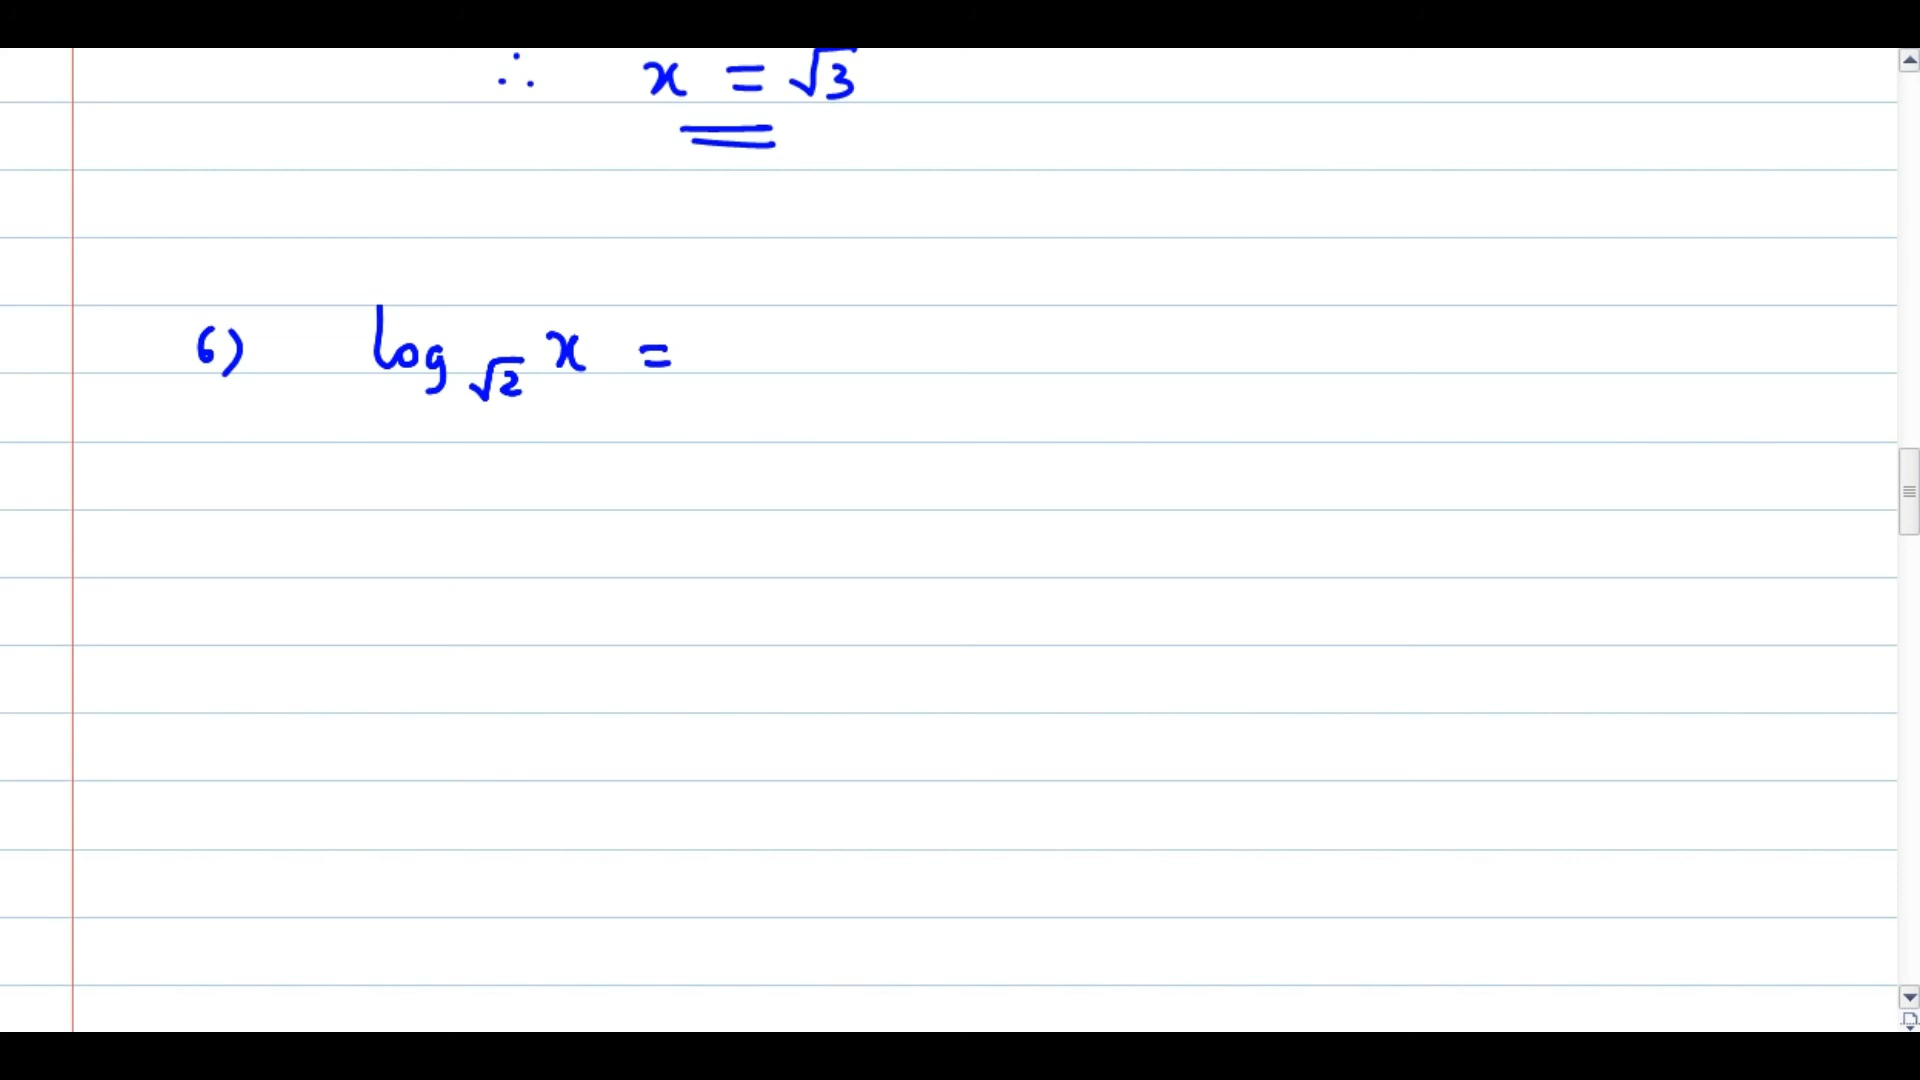 ∴ x = √3
6) log_√2 x =